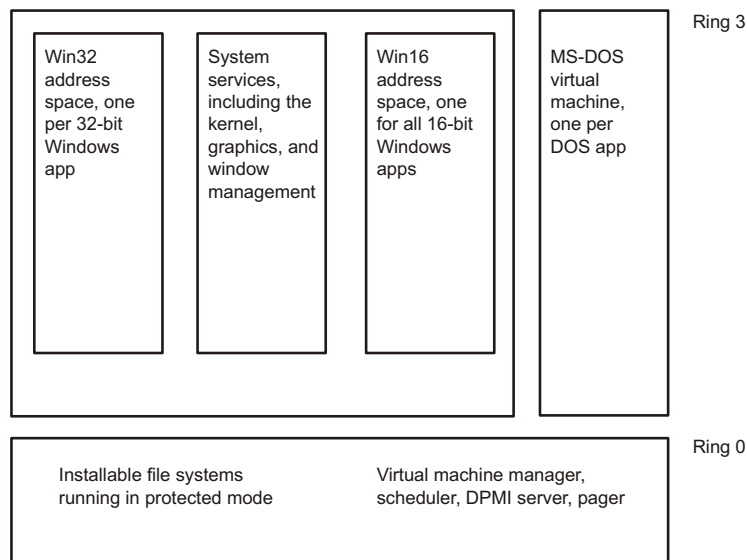 Ring 3
Win32
address
space, one
per 32-bit
Windows
app
System
services,
including the
kernel,
graphics, and
window
management
Win16
address
space, one
for all 16-bit
Windows
apps
MS-DOS
virtual
machine,
one per
DOS app
Ring 0
Installable file systems
running in protected mode
Virtual machine manager,
scheduler, DPMI server, pager